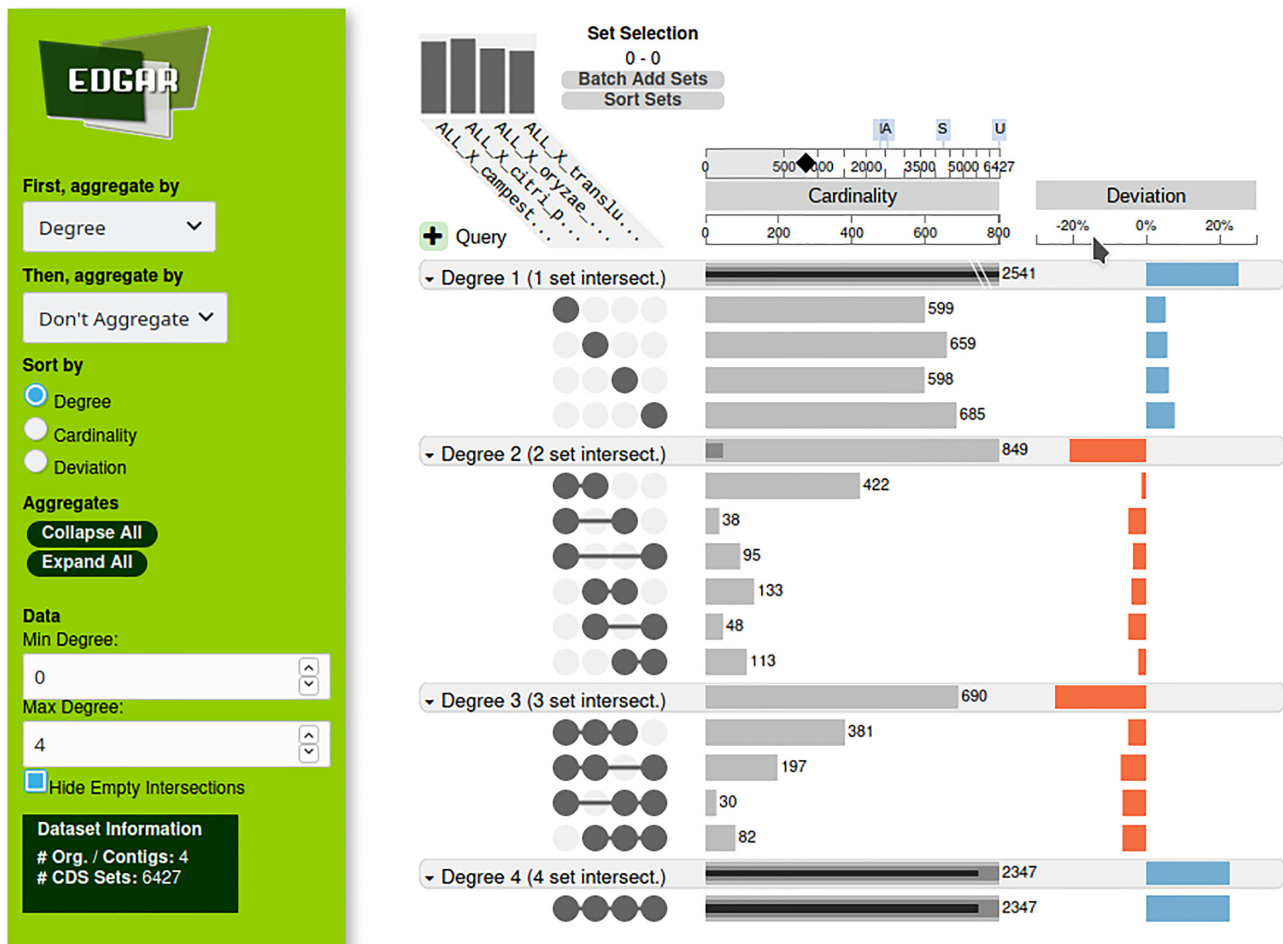 EDGAR
First, aggregate by
Degree
Then, aggregate by
Don't Aggregate
Sort by
Degree
Cardinality
Deviation
Aggregates
Collapse All
Expand All
Data
Min Degree:
0
Max Degree:
4
Hide Empty Intersections
Dataset Information
# Org. / Contigs: 4
# CDS Sets: 6427
Set Selection
0 - 0
Batch Add Sets
Sort Sets
ALL_X_campest...
ALL_X_citri_p...
ALL_X_oryzae_...
ALL_X_translu...
Query
A S U
0 500 2000 3500 5000 6427
Cardinality Deviation
0 200 400 600 800 -20% 0% 20%
Degree 1 (1 set intersect.) 2541
599
659
598
685
Degree 2 (2 set intersect.) 849
422
38
95
133
48
113
Degree 3 (3 set intersect.) 690
381
197
30
82
Degree 4 (4 set intersect.) 2347
2347